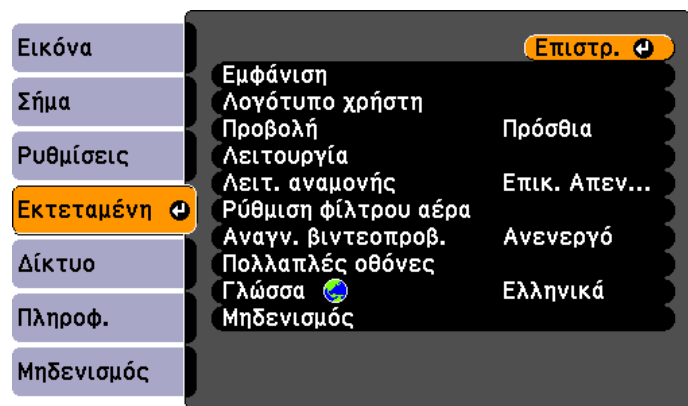 Εικόνα
Σήμα
Ρυθμίσεις
Εκτεταμένη
Δίκτυο
Πληροφ.
Μηδενισμός
Επιστρ.
Εμφάνιση
Λογότυπο χρήστη
Προβολή Πρόσθια
Λειτουργία
Λειτ. αναμονής Επικ. Απεν...
Ρύθμιση φίλτρου αέρα
Αναγν. βιντεοπροβ. Ανενεργό
Πολλαπλές οθόνες
Γλώσσα Ελληνικά
Μηδενισμός